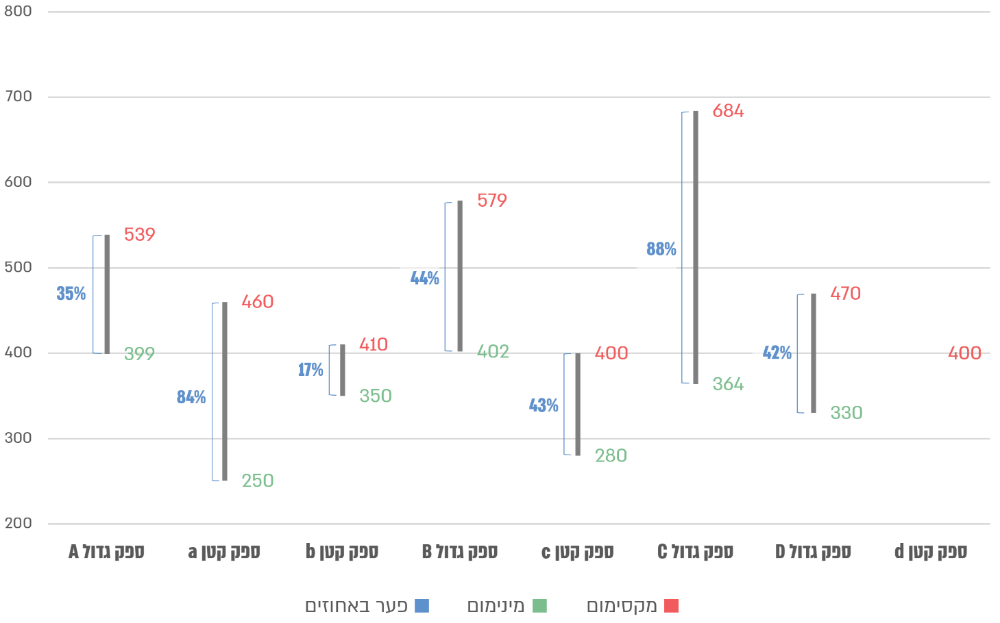 800
700
684
600
579
539
88%
500
44%
35%
470
460
410
400
399
402
400
42%
400
17%
350
364
84%
43%
330
300
280
250
200
ספק גדול A
ספק קטן a
ספק קטן b
ספק גדול B
ספק קטן c
ספק גדול C
ספק גדול D
ספק קטן d
מקסימום
מינימום
פער באחוזים